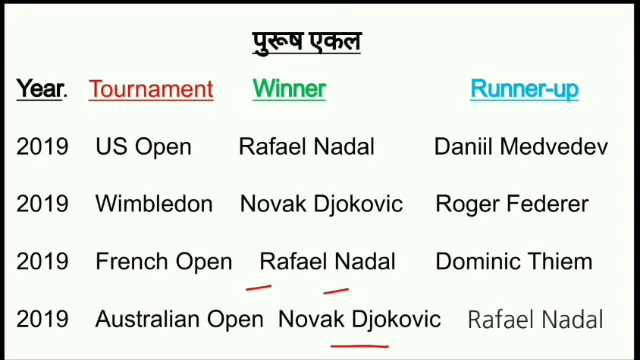 पुरूष एकल
Year. Tournament Winner Runner-up
2019 US Open Rafael Nadal Daniil Medvedev
2019 Wimbledon Novak Djokovic Roger Federer
2019 French Open Rafael Nadal Dominic Thiem
2019 Australian Open Novak Djokovic Rafael Nadal